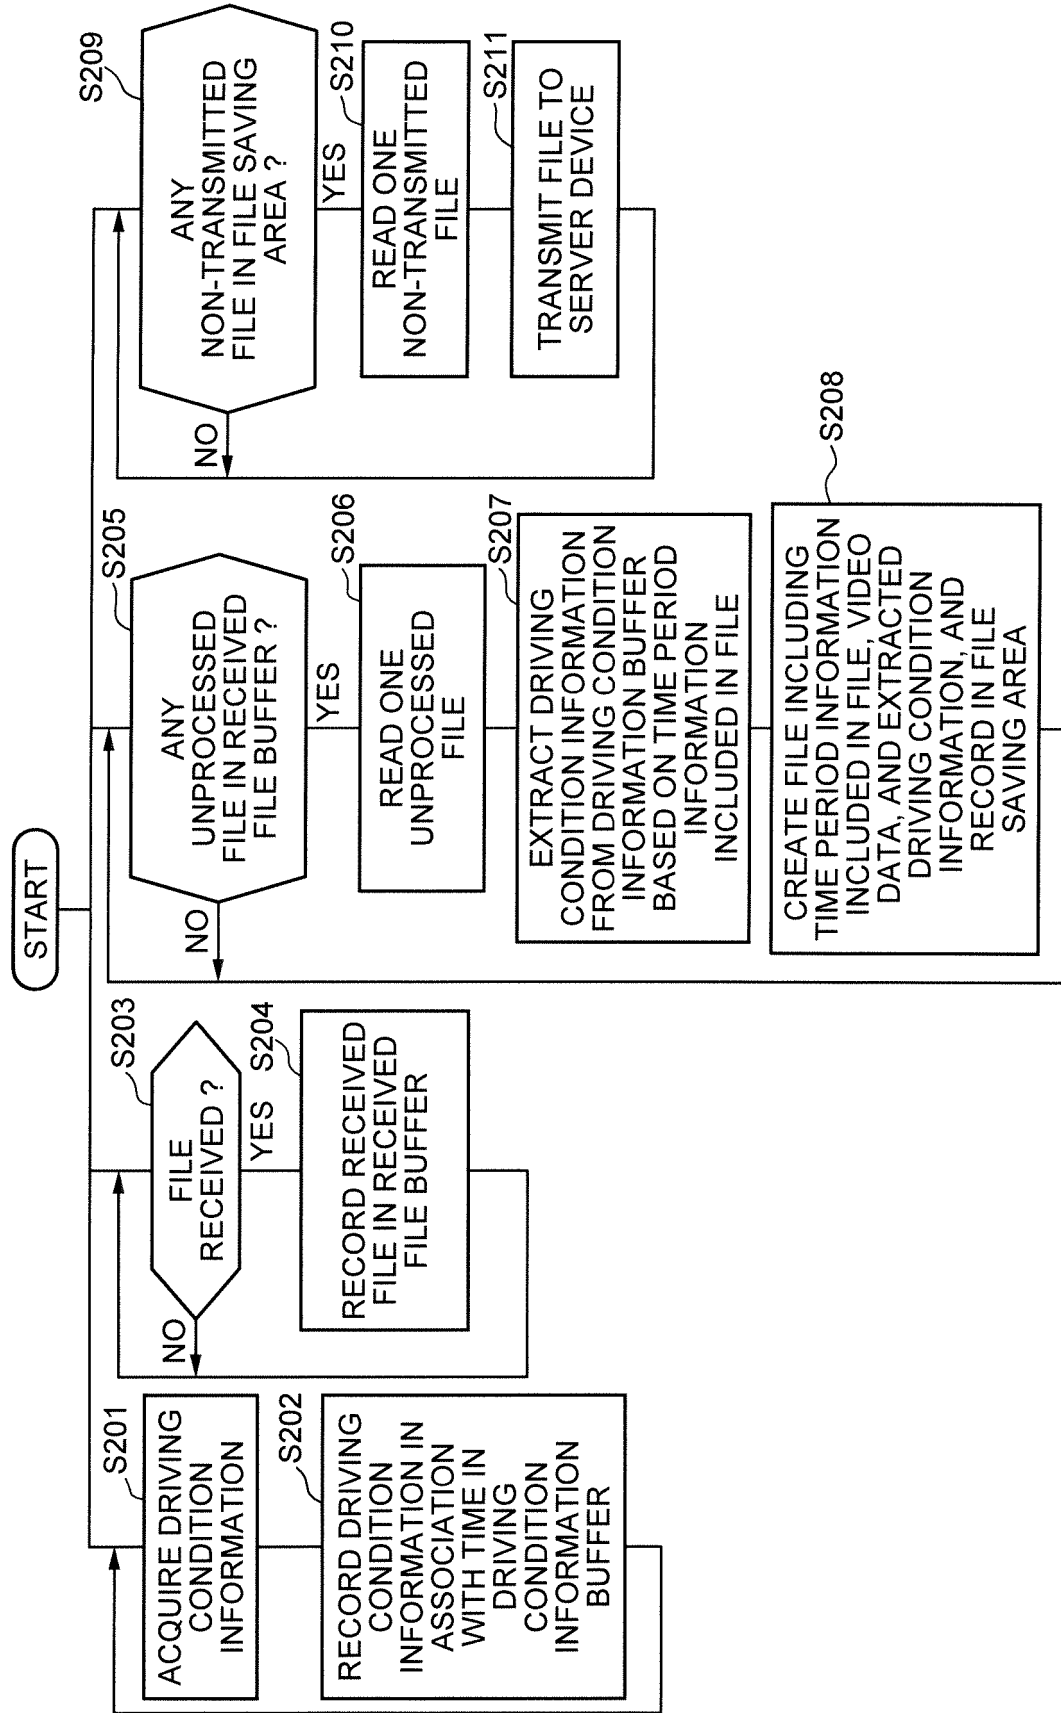 START
S201
ACQUIRE DRIVING
CONDITION
INFORMATION
S202
RECORD DRIVING
CONDITION
INFORMATION IN
ASSOCIATION
WITH TIME IN
DRIVING
CONDITION
INFORMATION
BUFFER
S203
FILE
RECEIVED ?
NO
YES
S204
RECORD RECEIVED
FILE IN RECEIVED
FILE BUFFER
S205
ANY
UNPROCESSED
FILE IN RECEIVED
FILE BUFFER ?
NO
YES
S206
READ ONE
UNPROCESSED
FILE
S207
EXTRACT DRIVING
CONDITION INFORMATION
FROM DRIVING CONDITION
INFORMATION BUFFER
BASED ON TIME PERIOD
INFORMATION
INCLUDED IN FILE
S208
CREATE FILE INCLUDING
TIME PERIOD INFORMATION
INCLUDED IN FILE, VIDEO
DATA, AND EXTRACTED
DRIVING CONDITION
INFORMATION, AND
RECORD IN FILE
SAVING AREA
S209
ANY
NON-TRANSMITTED
FILE IN FILE SAVING
AREA ?
NO
YES
S210
READ ONE
NON-TRANSMITTED
FILE
S211
TRANSMIT FILE TO
SERVER DEVICE